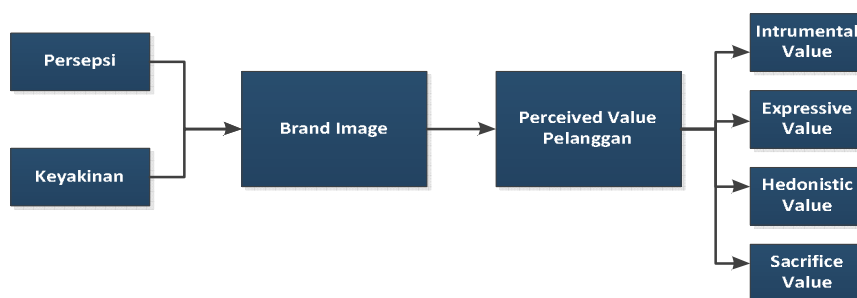 Persepsi
Keyakinan
Brand Image
Perceived Value
Pelanggan
Intrumental
Value
Expressive
Value
Hedonistic
Value
Sacrifice
Value